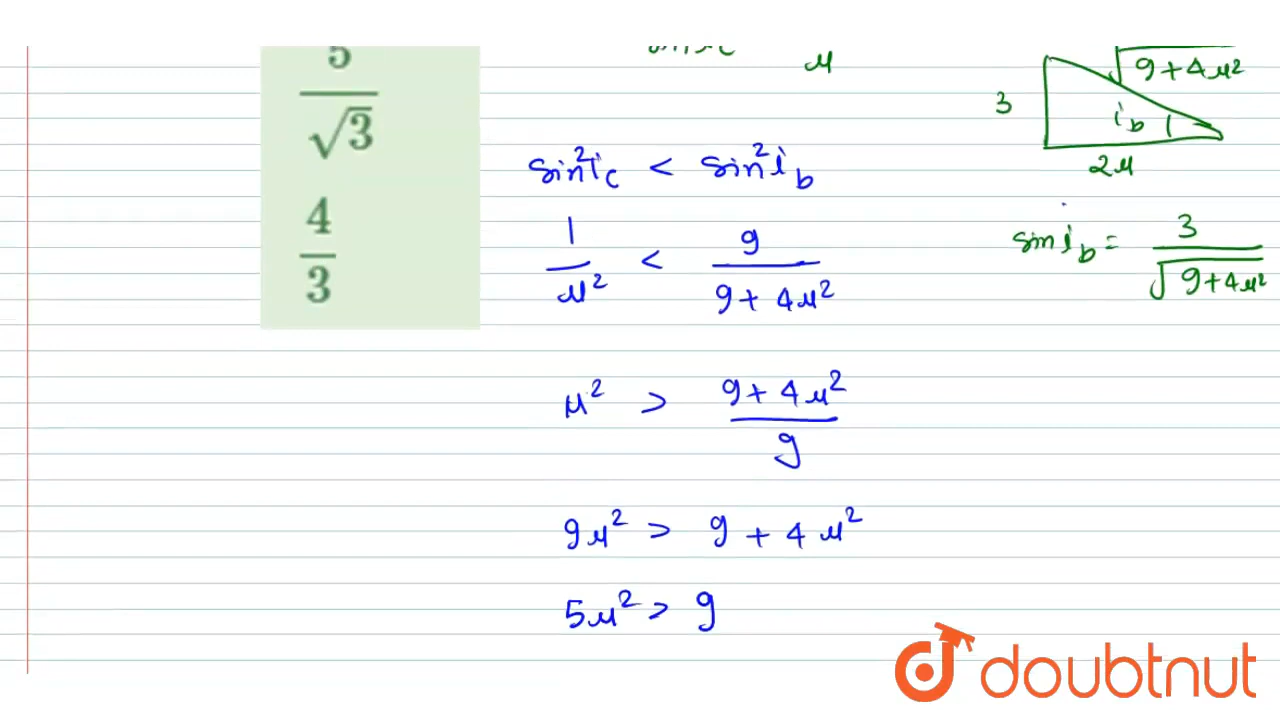 5
√3
4
3
μ
sin²i_c < sin²i_b
1/μ² < 9/(9+4μ²)
μ² > (9+4μ²)/9
9μ² > 9 + 4μ²
5μ² > 9
√(9+4μ²)
3
i_b
2μ
sin i_b = 3/√(9+4μ²)
doubtnut